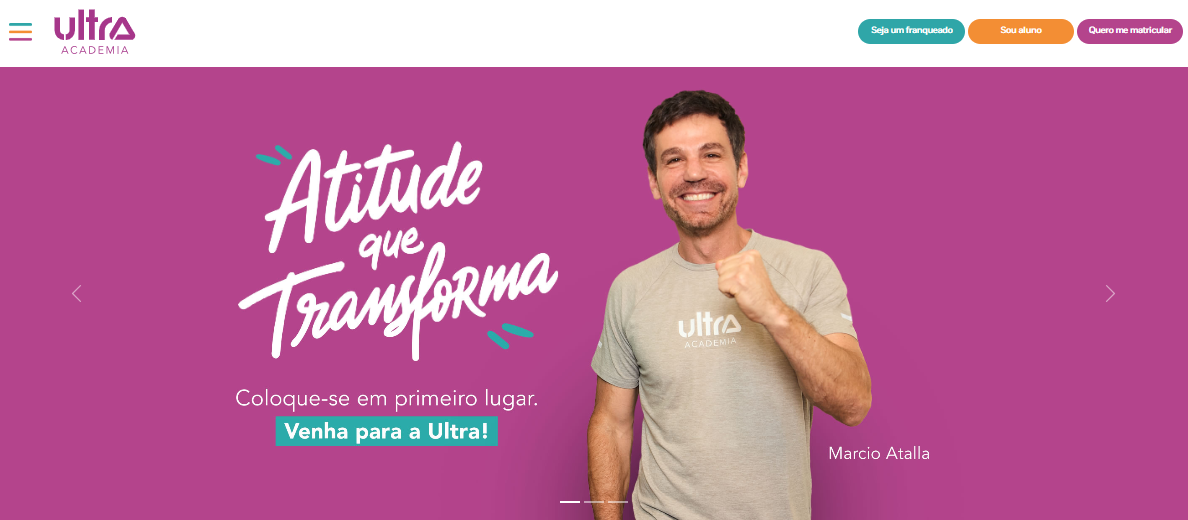 ultra
ACADEMIA
Seja um franqueado
Sou aluno
Quero me matricular
Atitude
que
Transforma
Coloque-se em primeiro lugar.
Venha para a Ultra!
ultra
ACADEMIA
Marcio Atalla